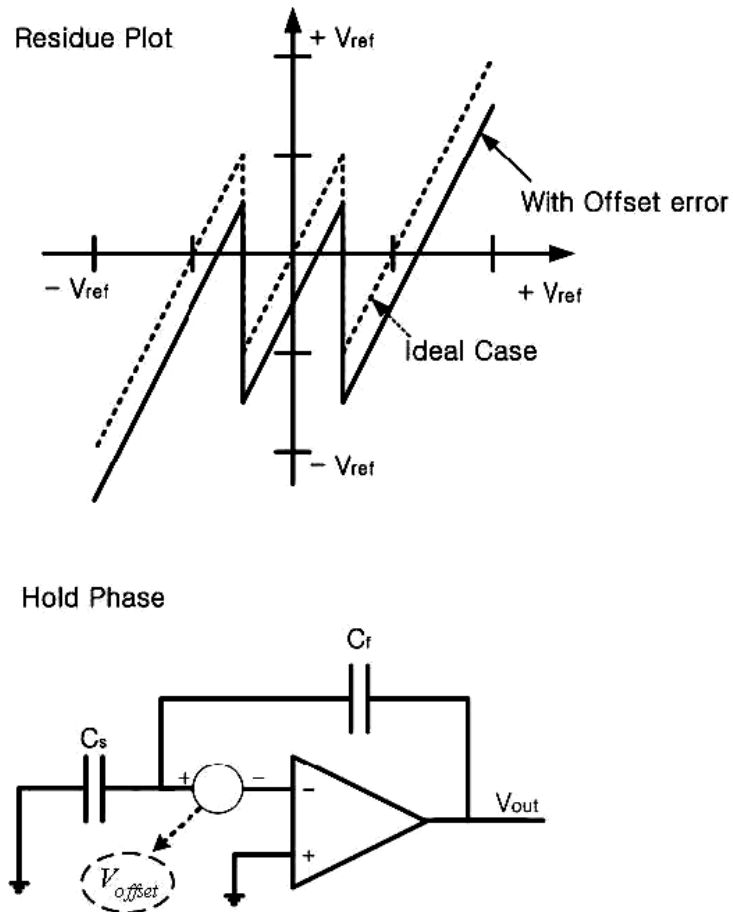 Residue Plot
+ Vref
With Offset error
- Vref
+ Vref
Ideal Case
- Vref
Hold Phase
Cf
Cs
+
-
-
Voffset
+
Vout